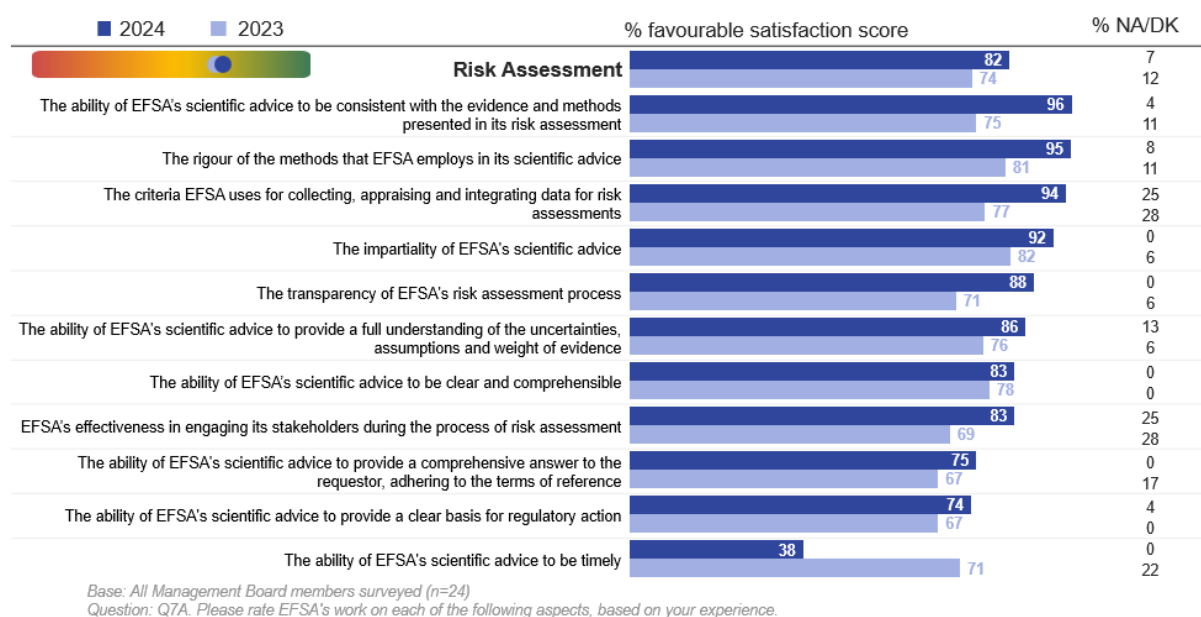 2024 2023 % favourable satisfaction score % NA/DK
Risk Assessment 82 7
74 12
The ability of EFSA's scientific advice to be consistent with the evidence and methods 96 4
presented in its risk assessment 75 11
The rigour of the methods that EFSA employs in its scientific advice 95 8
81 11
The criteria EFSA uses for collecting, appraising and integrating data for risk 94 25
assessments 77 28
The impartiality of EFSA's scientific advice 92 0
82 6
The transparency of EFSA's risk assessment process 88 0
71 6
The ability of EFSA's scientific advice to provide a full understanding of the uncertainties, 86 13
assumptions and weight of evidence 76 6
The ability of EFSA's scientific advice to be clear and comprehensible 83 0
78 0
EFSA's effectiveness in engaging its stakeholders during the process of risk assessment 83 25
69 28
The ability of EFSA's scientific advice to provide a comprehensive answer to the 75 0
requestor, adhering to the terms of reference 67 17
The ability of EFSA's scientific advice to provide a clear basis for regulatory action 74 4
67 0
The ability of EFSA's scientific advice to be timely 38 0
71 22
Base: All Management Board members surveyed (n=24)
Question: Q7A. Please rate EFSA's work on each of the following aspects, based on your experience.